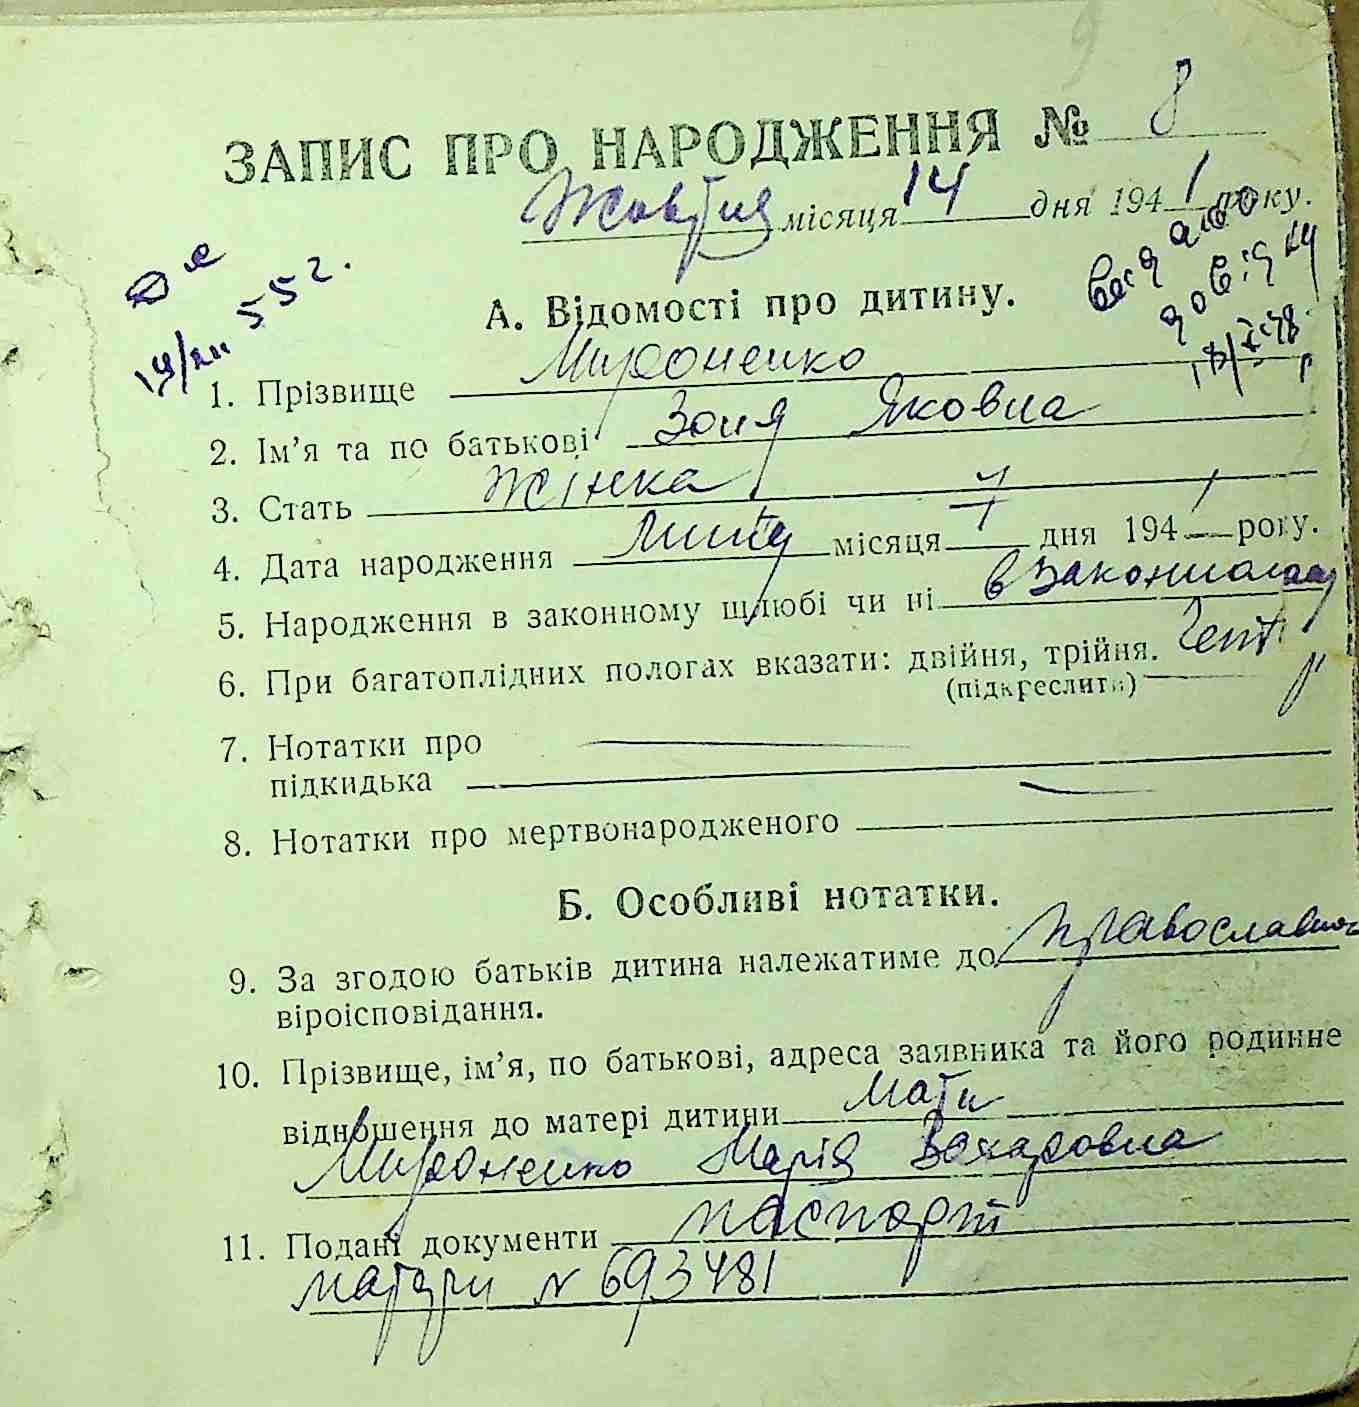 ЗАПИС ПРО НАРОДЖЕННЯ № 8
Жовтня місяця 14 дня 1941 року.
А. Відомості про дитину.
1. Прізвище Мироненко
2. Ім’я та по батькові Зоня Яковла
3. Стать Жінка
4. Дата народження Липця місяця 7 дня 1941 року.
5. Народження в законному шлюбі чи ні в законному
6. При багатоплідних пологах вказати: двійня, трійня.
(підкреслити)
7. Нотатки про
підкидька
8. Нотатки про мертвонародженого
Б. Особливі нотатки.
9. За згодою батьків дитина належатиме до православного
віроісповідання.
10. Прізвище, ім’я, по батькові, адреса заявника та його родинне
відношення до матері дитини Мати
Мироненко Марія Захаровна
11. Подані документи паспорт
матери № 693481